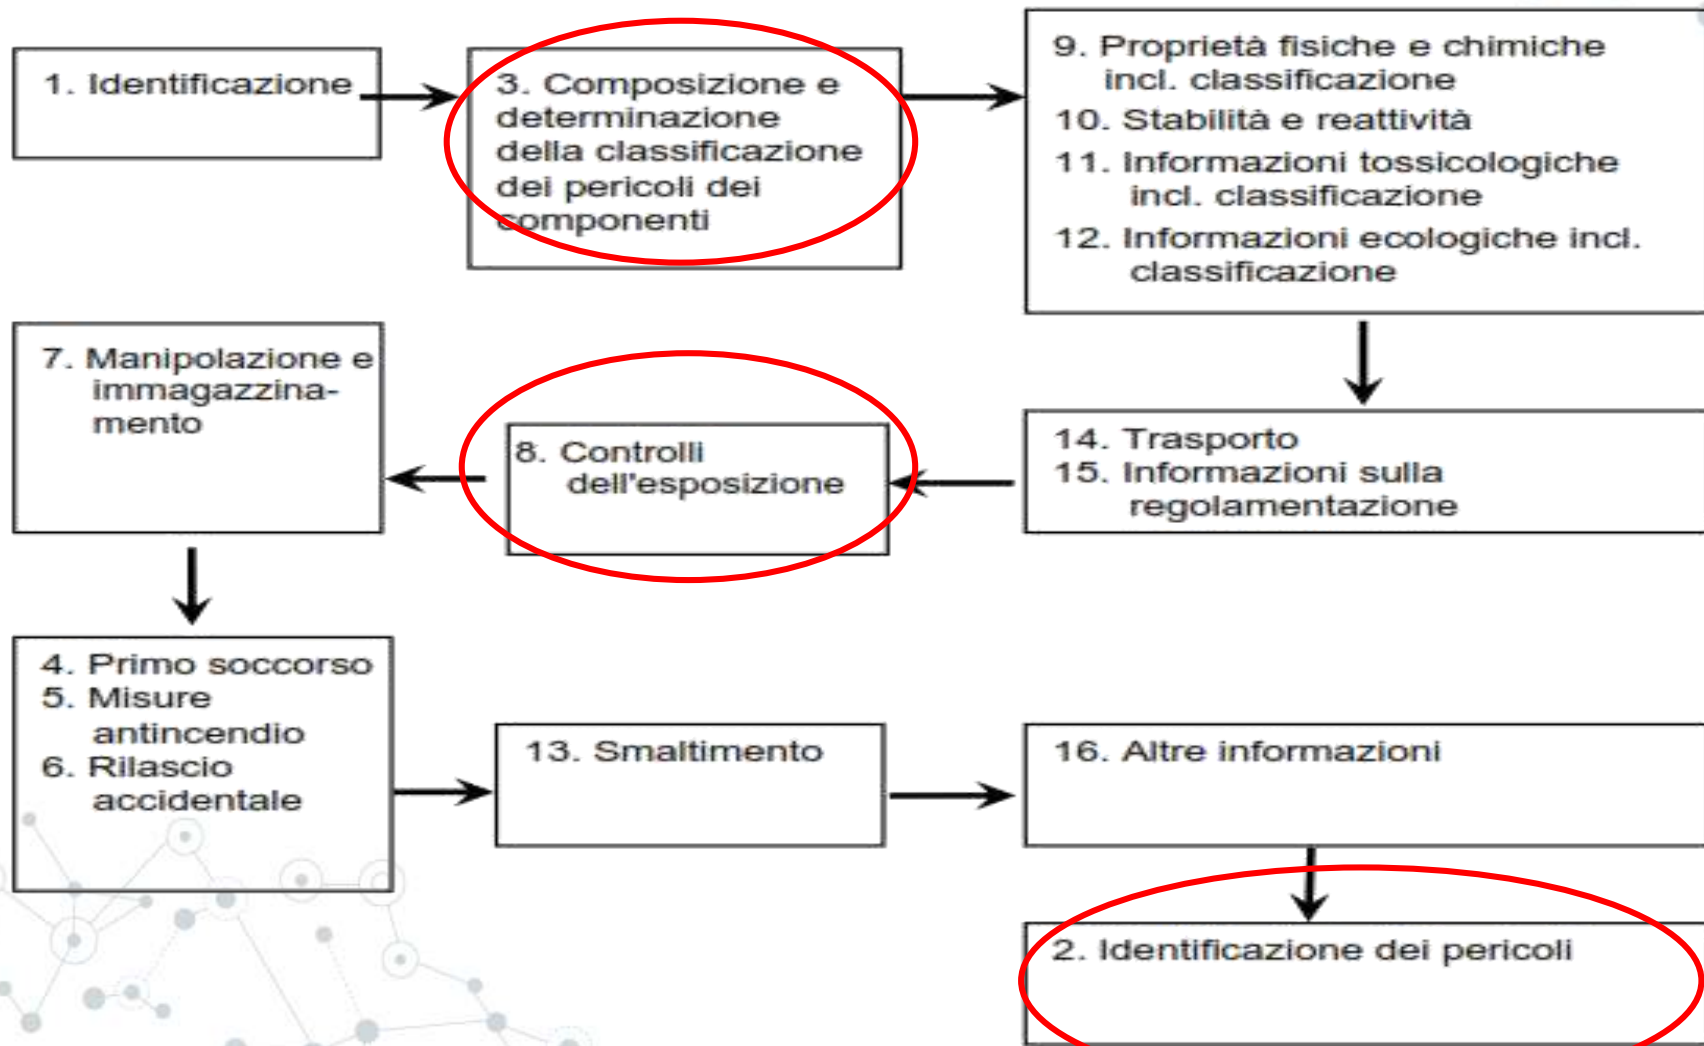 1. Identificazione
3. Composizione e
determinazione
della classificazione
dei pericoli dei
componenti
9. Proprietà fisiche e chimiche
incl. classificazione
10. Stabilità e reattività
11. Informazioni tossicologiche
incl. classificazione
12. Informazioni ecologiche incl.
classificazione
7. Manipolazione e
immagazzina-
mento
8. Controlli
dell'esposizione
14. Trasporto
15. Informazioni sulla
regolamentazione
4. Primo soccorso
5. Misure
antincendio
6. Rilascio
accidentale
13. Smaltimento
16. Altre informazioni
2. Identificazione dei pericoli